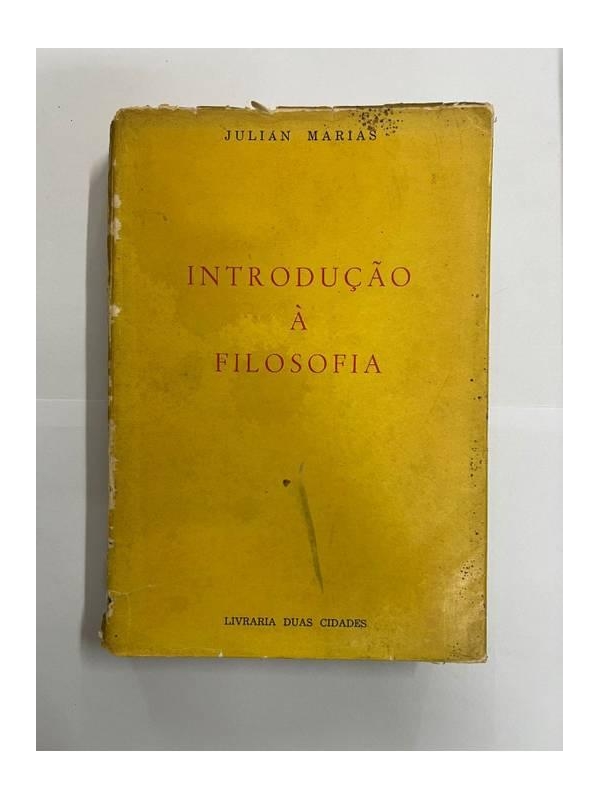 JULIÁN MARÍAS
INTRODUÇÃO
À
FILOSOFIA
LIVRARIA DUAS CIDADES